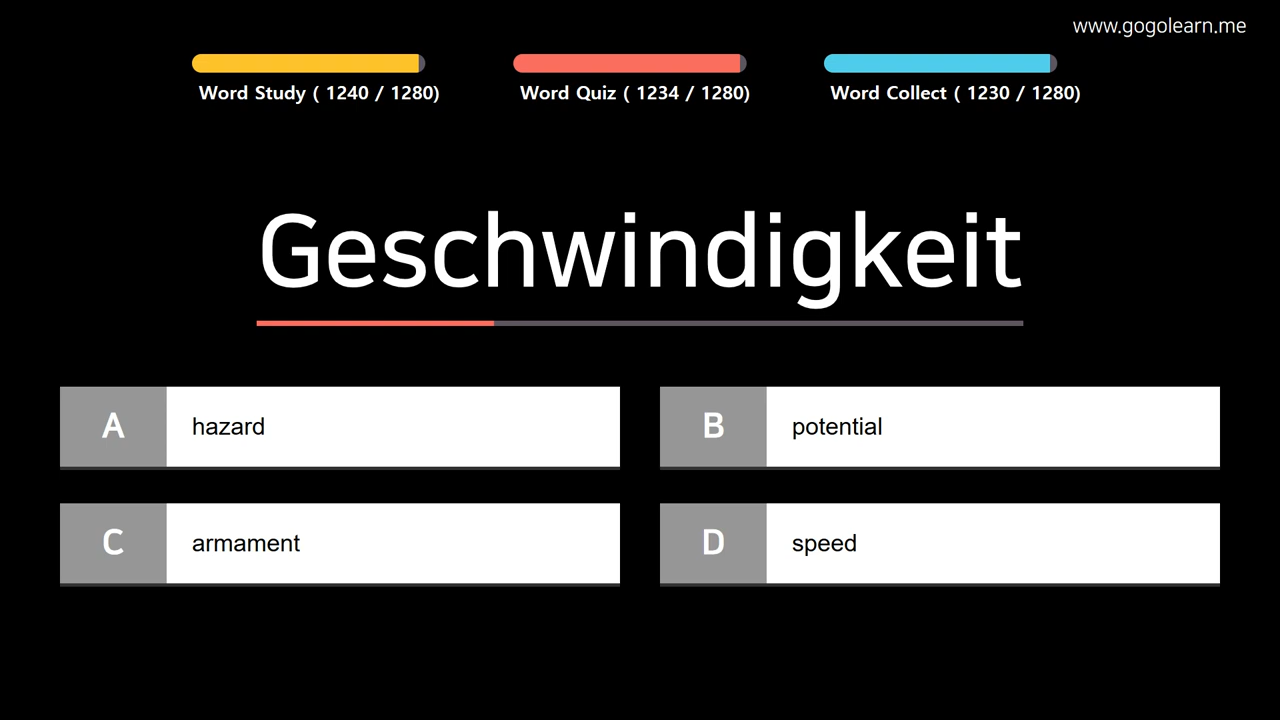 www.gogolearn.me
Word Study ( 1240 / 1280)
Word Quiz ( 1234 / 1280)
Word Collect ( 1230 / 1280)
Geschwindigkeit
A hazard
B potential
C armament
D speed